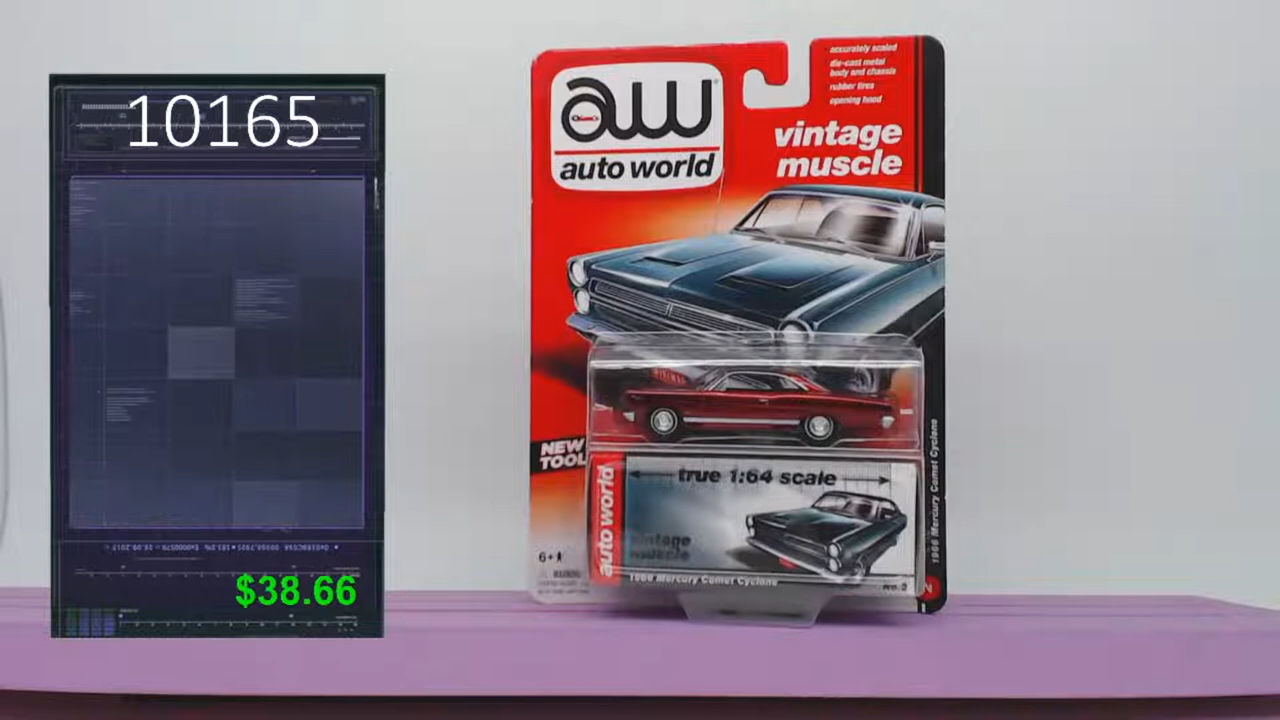 10165
$38.66
aw
auto world
accurately scaled
die-cast metal
body and chassis
rubber tires
opening hood
vintage
muscle
NEW
TOOL
true 1:64 scale
auto world
vintage
muscle
6+
WARNING
1966 Mercury Comet Cyclone
1966 Mercury Comet Cyclone